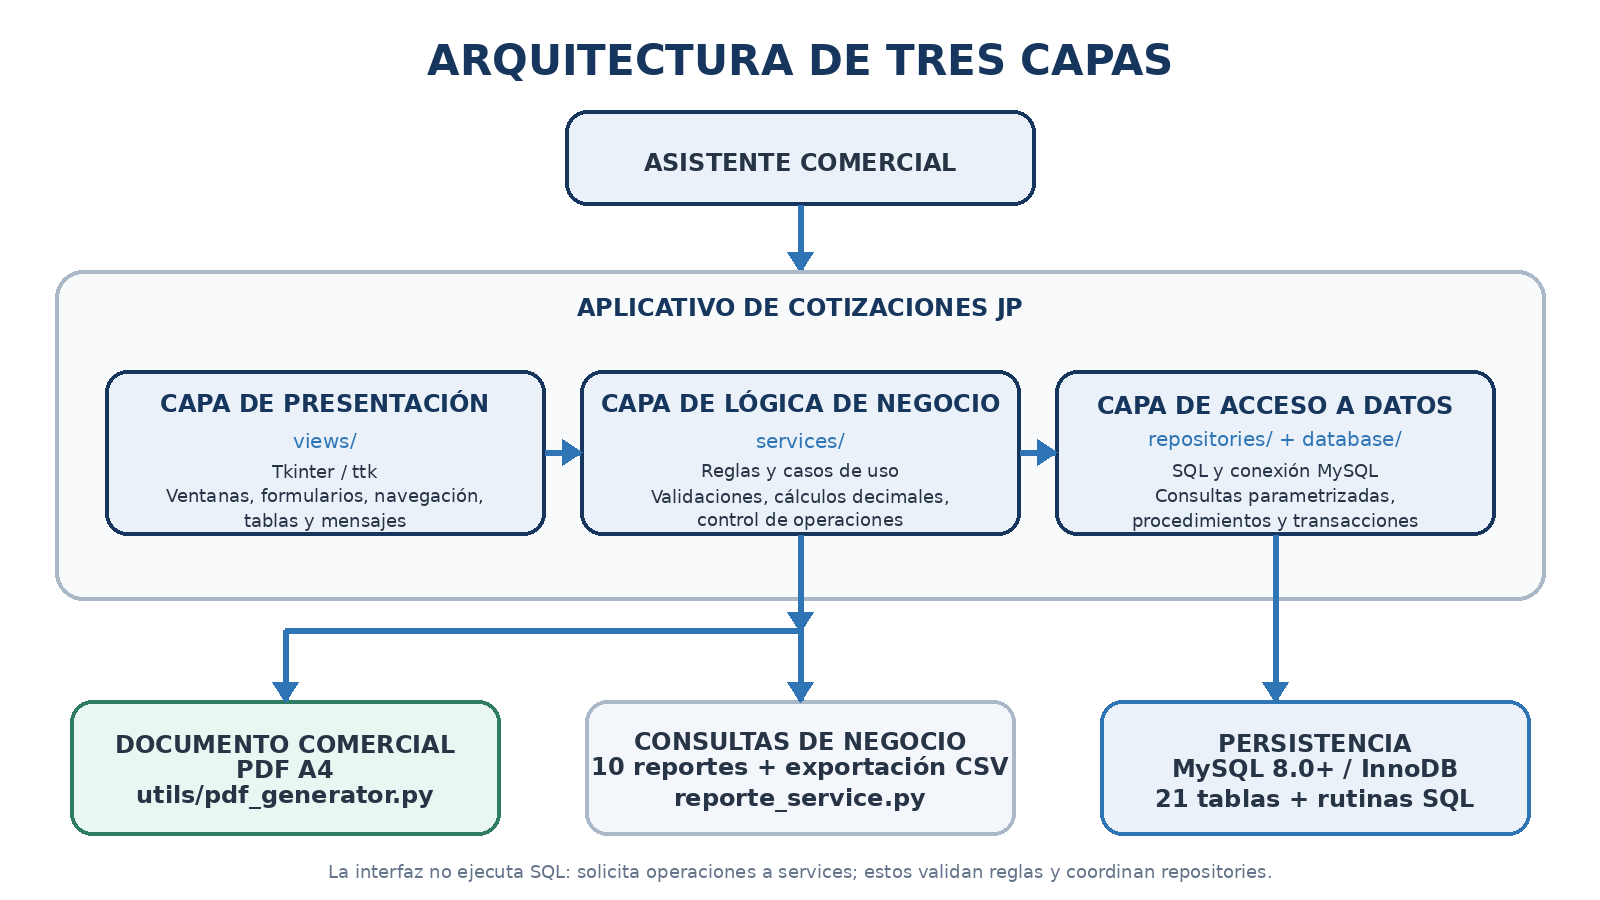 ARQUITECTURA DE TRES CAPAS
ASISTENTE COMERCIAL
APLICATIVO DE COTIZACIONES JP
CAPA DE PRESENTACIÓN
views/
Tkinter / ttk
Ventanas, formularios, navegación,
tablas y mensajes
CAPA DE LÓGICA DE NEGOCIO
services/
Reglas y casos de uso
Validaciones, cálculos decimales,
control de operaciones
CAPA DE ACCESO A DATOS
repositories/ + database/
SQL y conexión MySQL
Consultas parametrizadas,
procedimientos y transacciones
DOCUMENTO COMERCIAL
PDF A4
utils/pdf_generator.py
CONSULTAS DE NEGOCIO
10 reportes + exportación CSV
reporte_service.py
PERSISTENCIA
MySQL 8.0+ / InnoDB
21 tablas + rutinas SQL
La interfaz no ejecuta SQL: solicita operaciones a services; estos validan reglas y coordinan repositories.